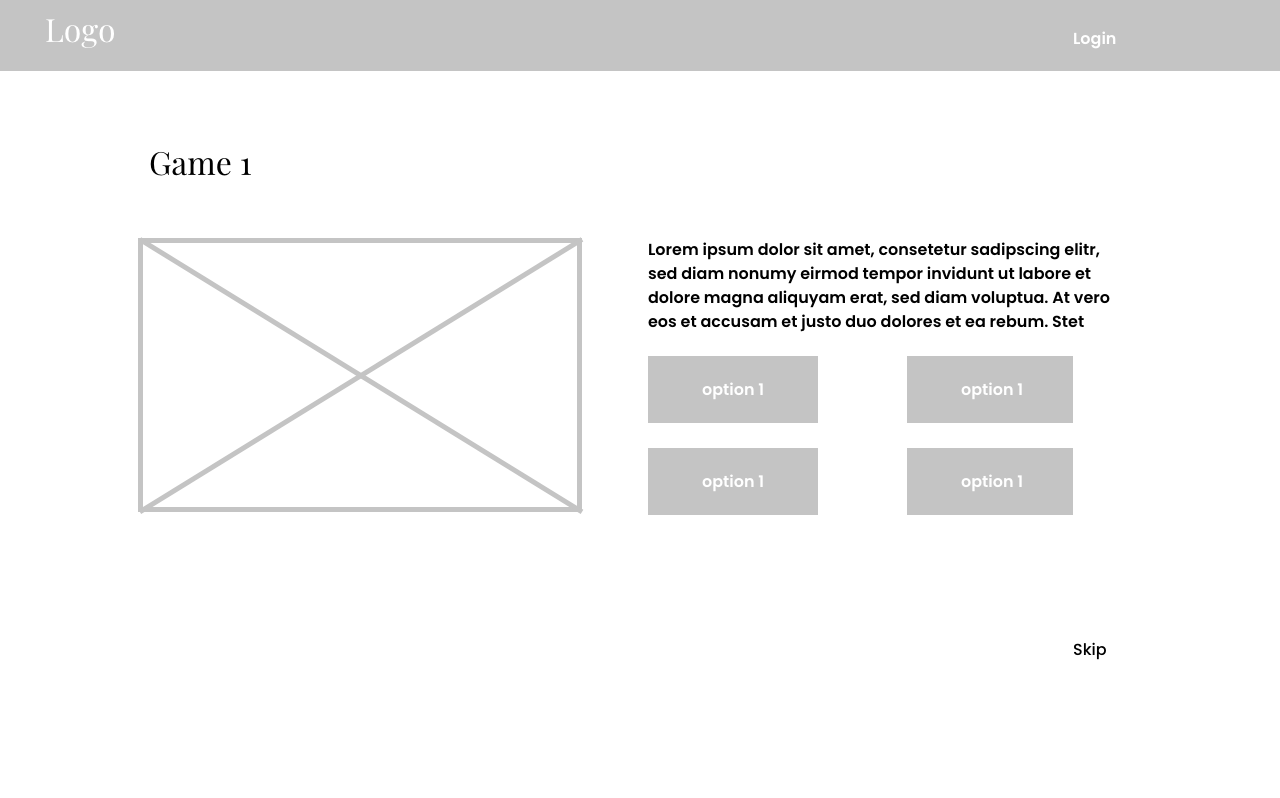 Logo
Login
Game 1
Lorem ipsum dolor sit amet, consetetur sadipscing elitr,
sed diam nonumy eirmod tempor invidunt ut labore et
dolore magna aliquyam erat, sed diam voluptua. At vero
eos et accusam et justo duo dolores et ea rebum. Stet
option 1
option 1
option 1
option 1
Skip